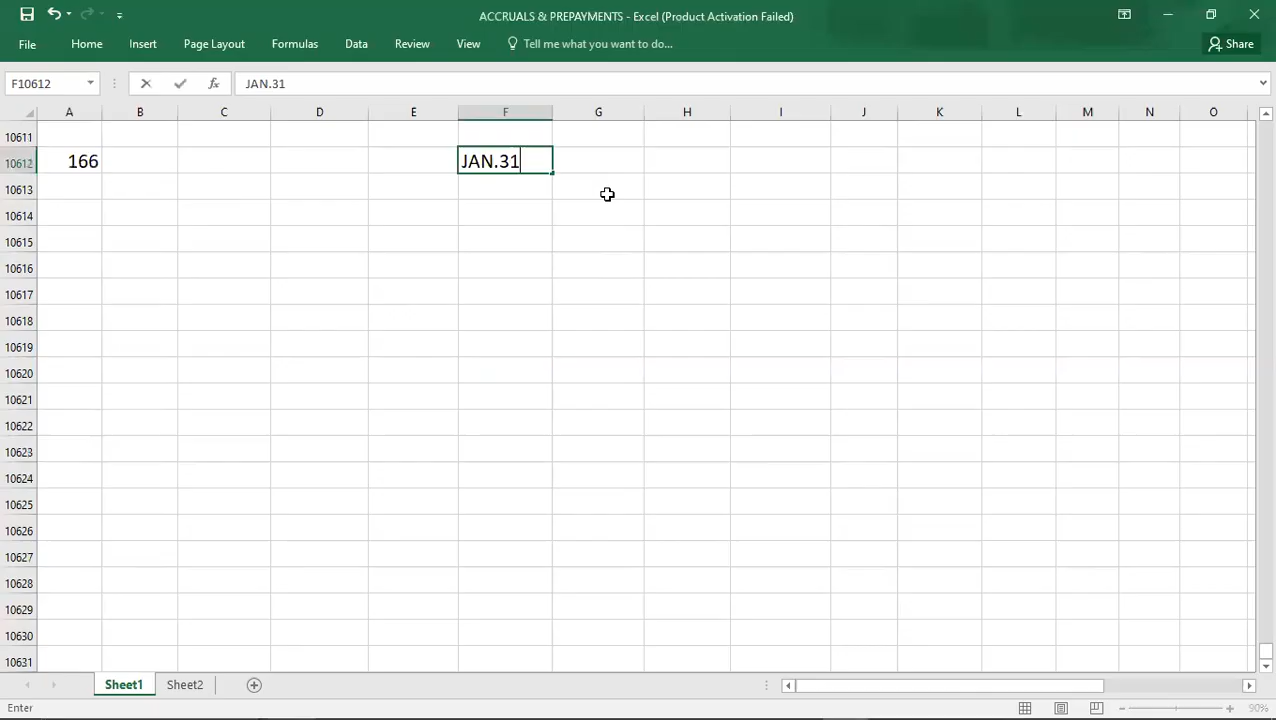 ACCRUALS & PREPAYMENTS - Excel (Product Activation Failed)
File Home Insert Page Layout Formulas Data Review View Tell me what you want to do... Share
F10612 fx JAN.31
A B C D E F G H I J K L M N O
10611
10612 166 JAN.31
10613
10614
10615
10616
10617
10618
10619
10620
10621
10622
10623
10624
10625
10626
10627
10628
10629
10630
10631
Sheet1 Sheet2
Enter 90%